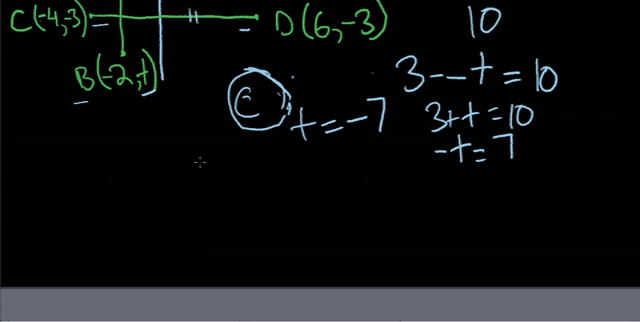 C(-4,-3) D(6,-3) 10
B(-2,t) 3--t=10
E t=-7 3+t=10
-t=7